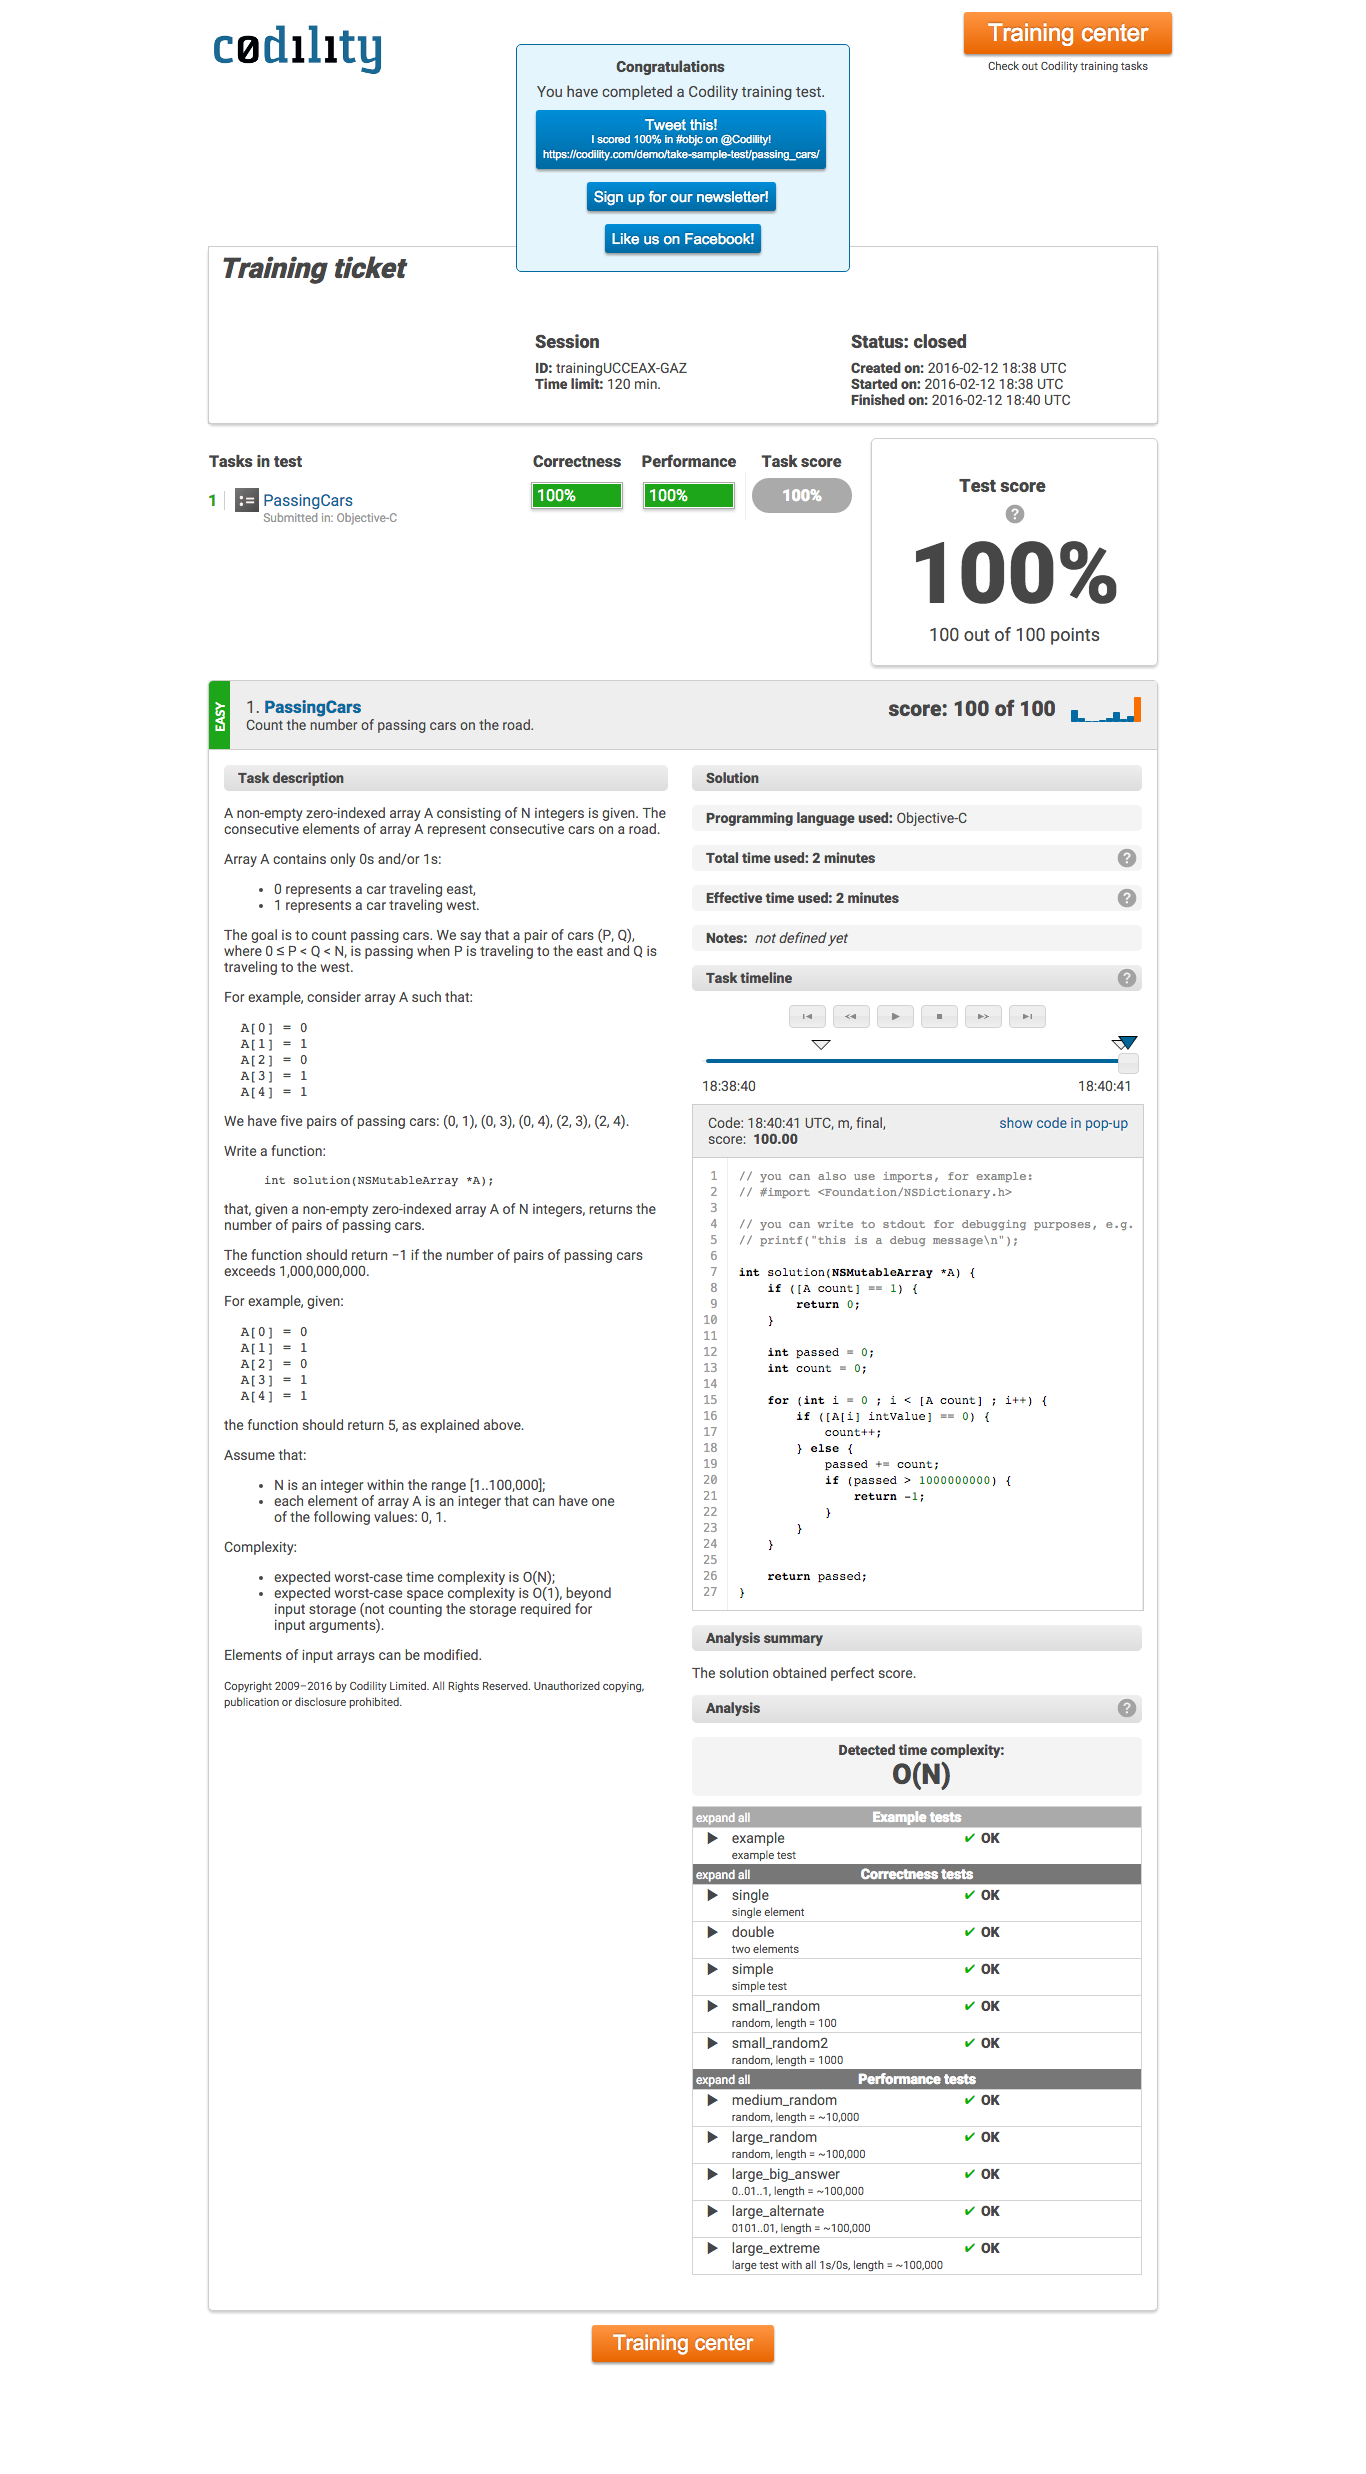 codility
Training center
Check out Codility training tasks
Congratulations
You have completed a Codility training test.
Tweet this!
I scored 100% in #objc on @Codility!
https://codility.com/demo/take-sample-test/passing_cars/
Sign up for our newsletter!
Like us on Facebook!
Training ticket
Session
ID: trainingUCCEAX-GAZ
Time limit: 120 min.
Status: closed
Created on: 2016-02-12 18:38 UTC
Started on: 2016-02-12 18:38 UTC
Finished on: 2016-02-12 18:40 UTC
Tasks in test Correctness Performance Task score
1 PassingCars 100% 100% 100%
Submitted in: Objective-C
Test score
?
100%
100 out of 100 points
EASY
1. PassingCars
Count the number of passing cars on the road.
score: 100 of 100
Task description
A non-empty zero-indexed array A consisting of N integers is given. The
consecutive elements of array A represent consecutive cars on a road.
Array A contains only 0s and/or 1s:
• 0 represents a car traveling east,
• 1 represents a car traveling west.
The goal is to count passing cars. We say that a pair of cars (P, Q),
where 0 ≤ P < Q < N, is passing when P is traveling to the east and Q is
traveling to the west.
For example, consider array A such that:
A[0] = 0
A[1] = 1
A[2] = 0
A[3] = 1
A[4] = 1
We have five pairs of passing cars: (0, 1), (0, 3), (0, 4), (2, 3), (2, 4).
Write a function:
int solution(NSMutableArray *A);
that, given a non-empty zero-indexed array A of N integers, returns the
number of pairs of passing cars.
The function should return −1 if the number of pairs of passing cars
exceeds 1,000,000,000.
For example, given:
A[0] = 0
A[1] = 1
A[2] = 0
A[3] = 1
A[4] = 1
the function should return 5, as explained above.
Assume that:
• N is an integer within the range [1..100,000];
• each element of array A is an integer that can have one
of the following values: 0, 1.
Complexity:
• expected worst-case time complexity is O(N);
• expected worst-case space complexity is O(1), beyond
input storage (not counting the storage required for
input arguments).
Elements of input arrays can be modified.
Copyright 2009–2016 by Codility Limited. All Rights Reserved. Unauthorized copying,
publication or disclosure prohibited.
Solution
Programming language used: Objective-C
Total time used: 2 minutes ?
Effective time used: 2 minutes ?
Notes: not defined yet
Task timeline ?
18:38:40 18:40:41
Code: 18:40:41 UTC, m, final,
score: 100.00
show code in pop-up
1 // you can also use imports, for example:
2 // #import <Foundation/NSDictionary.h>
3
4 // you can write to stdout for debugging purposes, e.g.
5 // printf("this is a debug message\n");
6
7 int solution(NSMutableArray *A) {
8 if ([A count] == 1) {
9 return 0;
10 }
11
12 int passed = 0;
13 int count = 0;
14
15 for (int i = 0 ; i < [A count] ; i++) {
16 if ([A[i] intValue] == 0) {
17 count++;
18 } else {
19 passed += count;
20 if (passed > 1000000000) {
21 return -1;
22 }
23 }
24 }
25
26 return passed;
27 }
Analysis summary
The solution obtained perfect score.
Analysis ?
Detected time complexity:
O(N)
expand all Example tests
example ✔ OK
example test
expand all Correctness tests
single ✔ OK
single element
double ✔ OK
two elements
simple ✔ OK
simple test
small_random ✔ OK
random, length = 100
small_random2 ✔ OK
random, length = 1000
expand all Performance tests
medium_random ✔ OK
random, length = ~10,000
large_random ✔ OK
random, length = ~100,000
large_big_answer ✔ OK
0..01..1, length = ~100,000
large_alternate ✔ OK
0101..01, length = ~100,000
large_extreme ✔ OK
large test with all 1s/0s, length = ~100,000
Training center